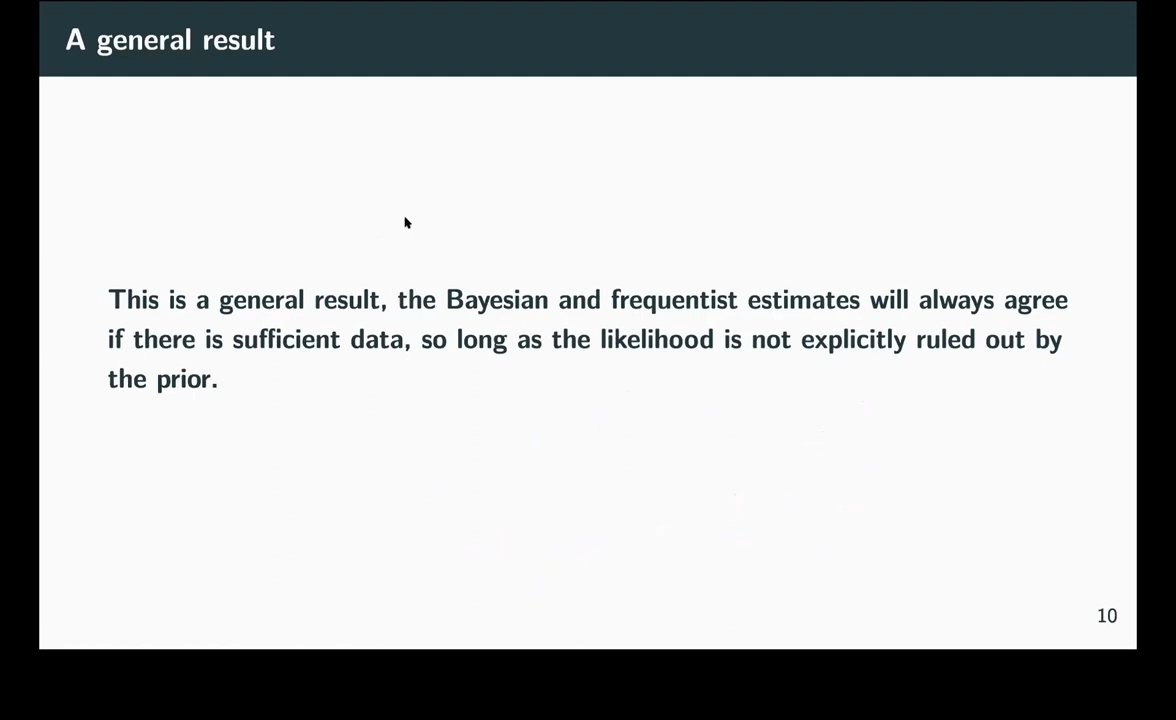 A general result
This is a general result, the Bayesian and frequentist estimates will always agree
if there is sufficient data, so long as the likelihood is not explicitly ruled out by
the prior.
10